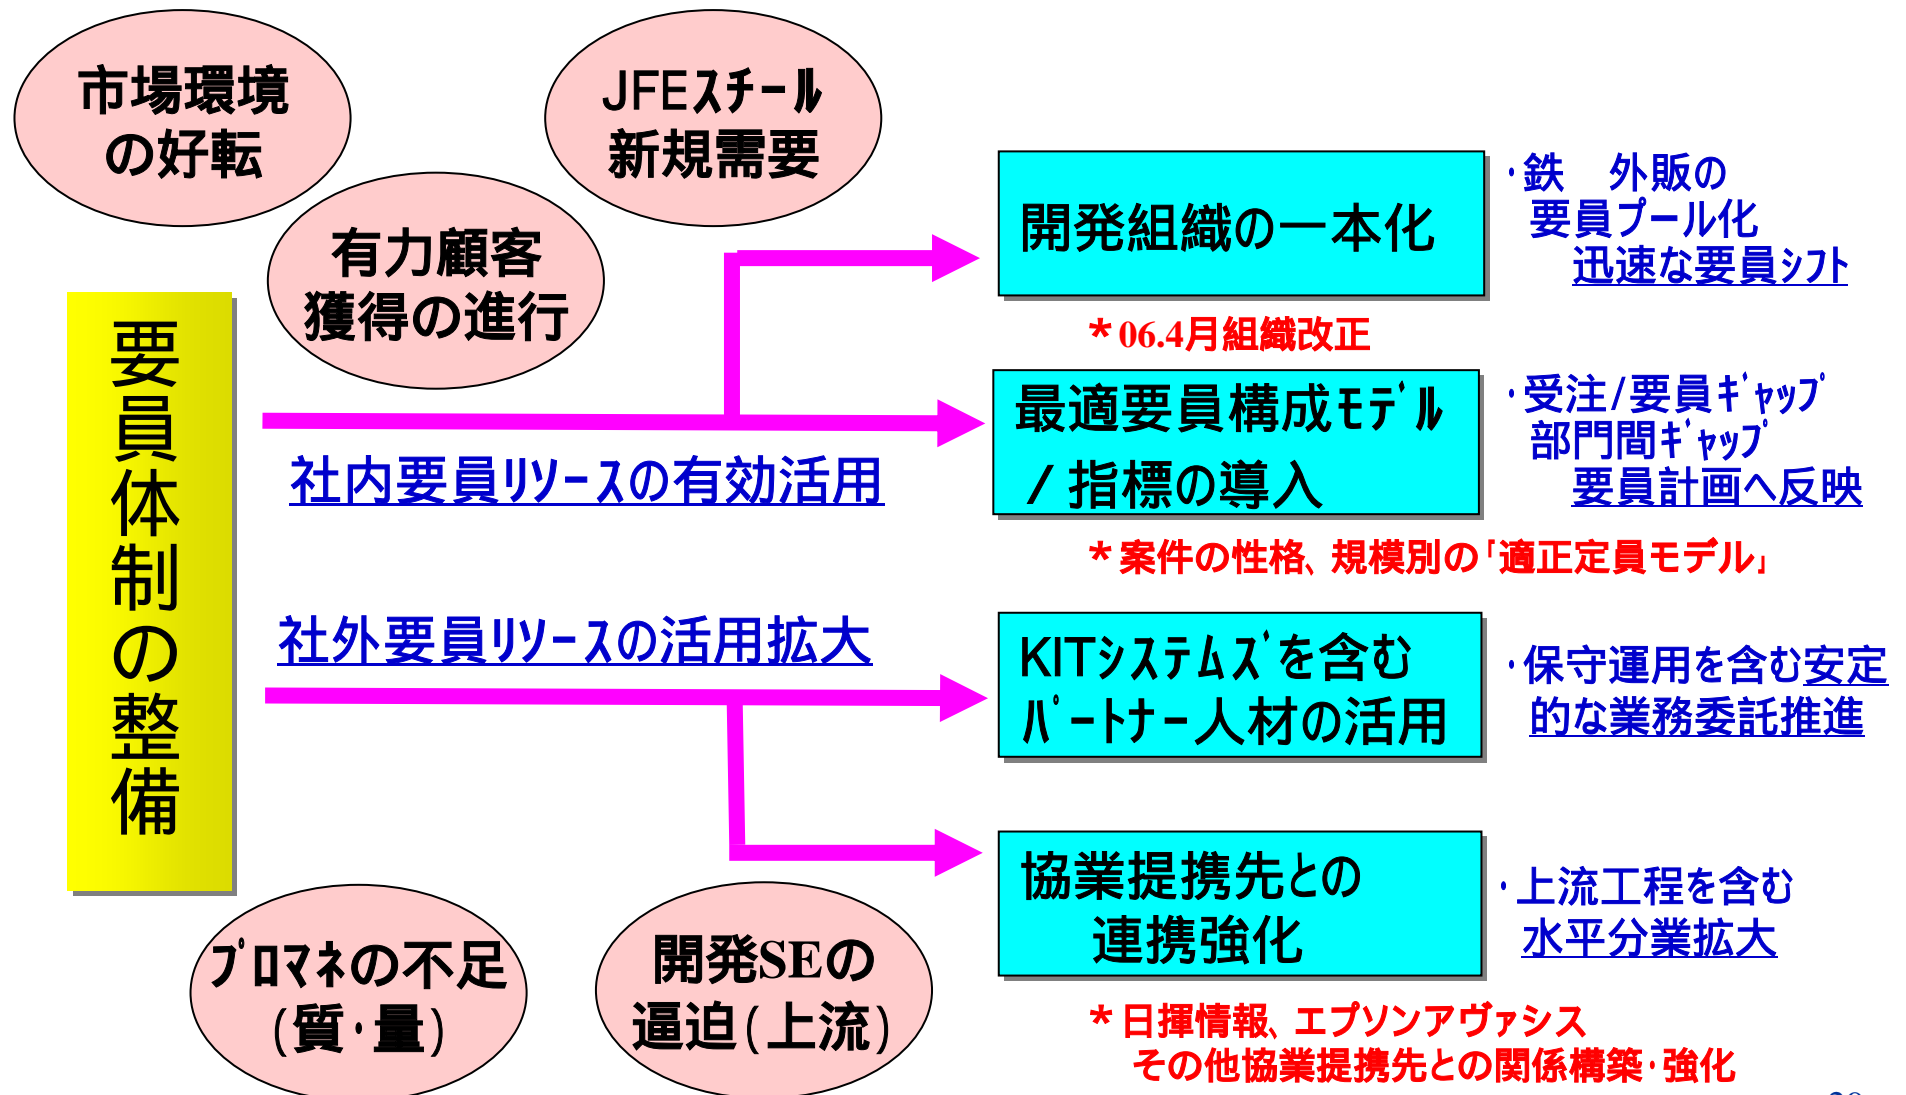 市場環境
の好転
JFEｽﾁｰﾙ
新規需要
有力顧客
獲得の進行
要員体制の整備
開発組織の一本化
・鉄　外販の
要員プール化
迅速な要員ｼﾌﾄ
＊06.4月組織改正
最適要員構成ﾓﾃﾞﾙ
／指標の導入
・受注/要員ｷﾞｬｯﾌﾟ
部門間ｷﾞｬｯﾌﾟ
要員計画へ反映
社内要員ﾘｿｰｽの有効活用
＊案件の性格、規模別の「適正定員モデル」
社外要員ﾘｿｰｽの活用拡大
KITｼｽﾃﾑｽﾞを含む
ﾊﾟｰﾄﾅｰ人材の活用
・保守運用を含む安定
的な業務委託推進
協業提携先との
連携強化
・上流工程を含む
水平分業拡大
ﾌﾟﾛﾏﾈの不足
(質・量)
開発SEの
逼迫(上流)
＊日揮情報、エプソンアヴァシス
その他協業提携先との関係構築・強化